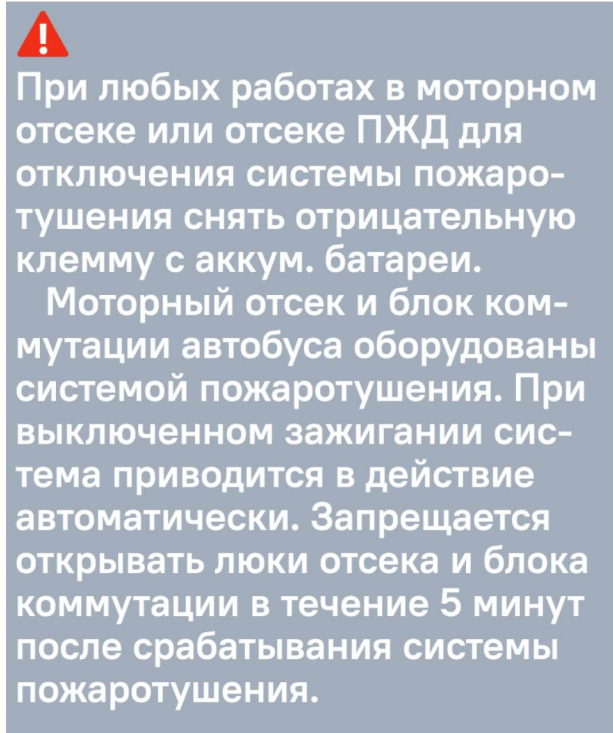 При любых работах в моторном
отсеке или отсеке ПЖД для
отключения системы пожаро-
тушения снять отрицательную
клемму с аккум. батареи.
Моторный отсек и блок ком-
мутации автобуса оборудованы
системой пожаротушения. При
выключенном зажигании сис-
тема приводится в действие
автоматически. Запрещается
открывать люки отсека и блока
коммутации в течение 5 минут
после срабатывания системы
пожаротушения.